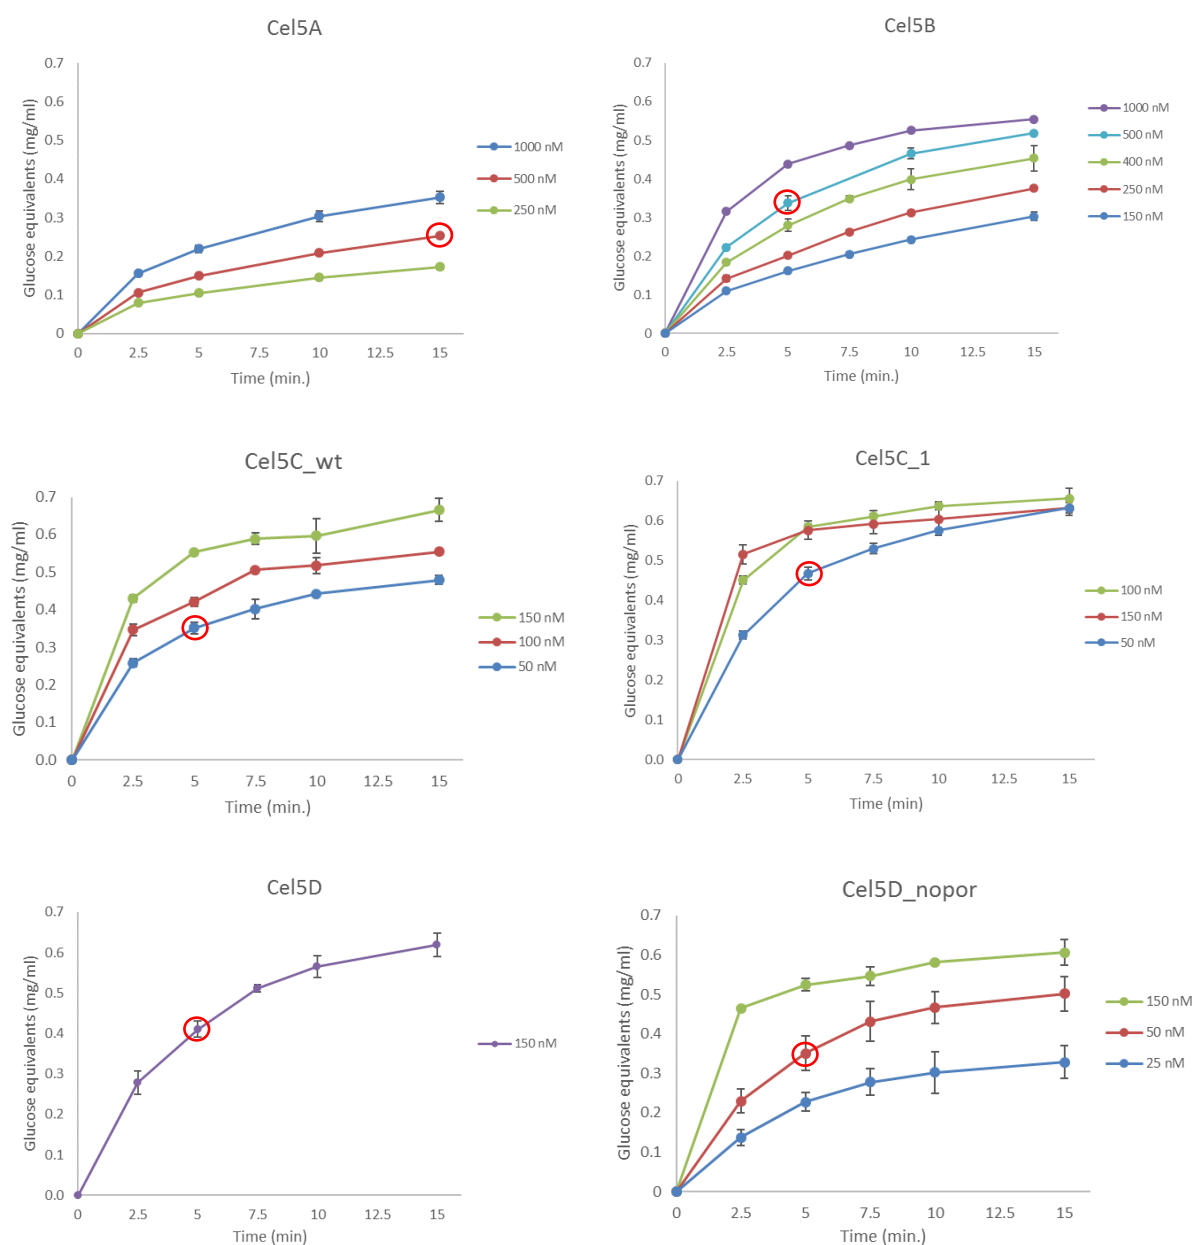 Cel5A
Glucose equivalents (mg/ml)
0.7
0.6
0.5
0.4
0.3
0.2
0.1
0
0 2.5 5 7.5 10 12.5 15
Time (min.)
1000 nM
500 nM
250 nM
Cel5B
Glucose equivalents (mg/ml)
0.7
0.6
0.5
0.4
0.3
0.2
0.1
0
0 2.5 5 7.5 10 12.5 15
Time (min.)
1000 nM
500 nM
400 nM
250 nM
150 nM
Cel5C_wt
Glucose equivalents (mg/ml)
0.7
0.6
0.5
0.4
0.3
0.2
0.1
0.0
0 2.5 5 7.5 10 12.5 15
Time (min.)
150 nM
100 nM
50 nM
Cel5C_1
Glucose equivalents (mg/ml)
0.7
0.6
0.5
0.4
0.3
0.2
0.1
0.0
0 2.5 5 7.5 10 12.5 15
Time (min)
100 nM
150 nM
50 nM
Cel5D
Glucose equivalents (mg/ml)
0.7
0.6
0.5
0.4
0.3
0.2
0.1
0.0
0 2.5 5 7.5 10 12.5 15
Time (min)
150 nM
Cel5D_nopor
Glucose equivalents (mg/ml)
0.7
0.6
0.5
0.4
0.3
0.2
0.1
0
0 2.5 5 7.5 10 12.5 15
Time (min.)
150 nM
50 nM
25 nM